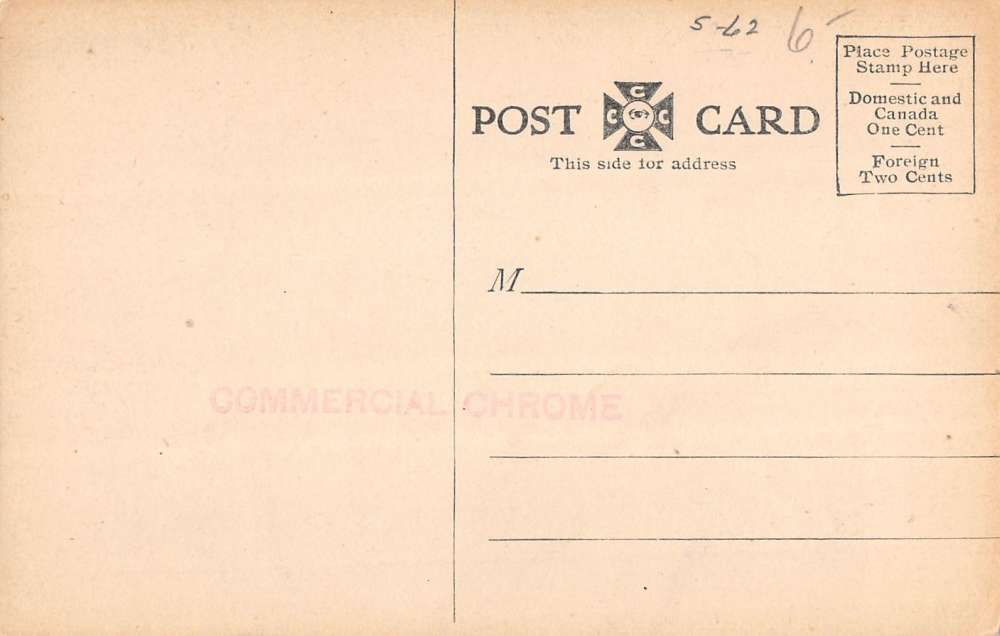 5-62 6-
POST CARD
C C C C
This side for address
Place Postage
Stamp Here
Domestic and
Canada
One Cent
Foreign
Two Cents
M
COMMERCIAL CHROME